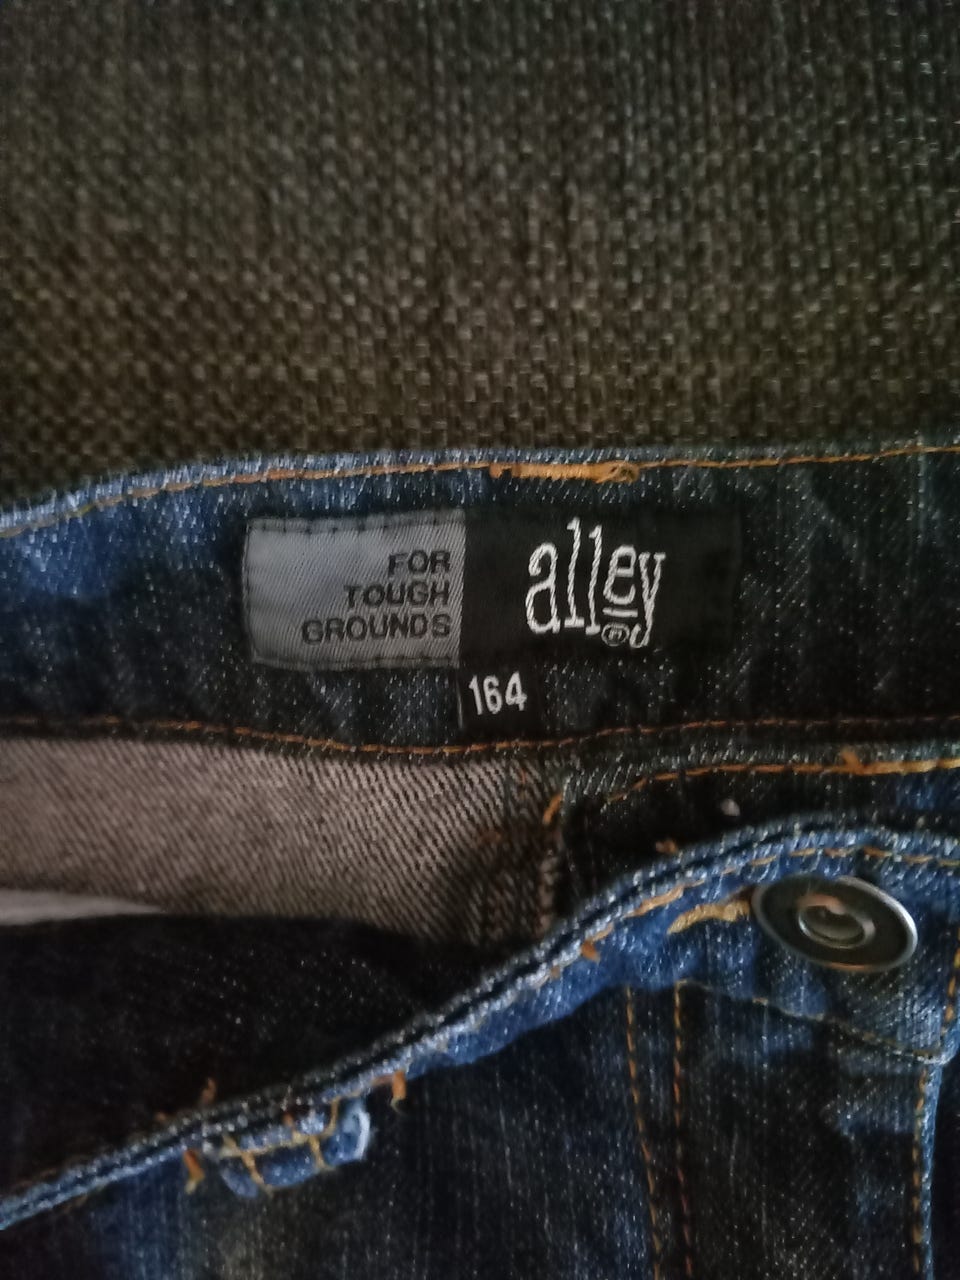 FOR
TOUGH
GROUNDS
alley
®
164